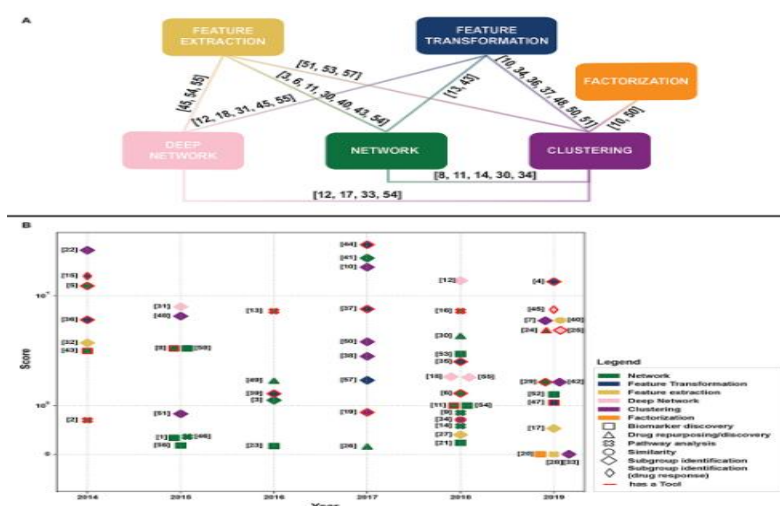 A
FEATURE
EXTRACTION
FEATURE
TRANSFORMATION
FACTORIZATION
[51, 53, 57]
[45, 54, 55]
[3, 6, 11, 30, 40, 43, 54]
[12, 18, 31, 45, 55]
[13, 43]
[10, 34, 36, 37, 48, 50, 51]
[10, 50]
DEEP
NETWORK
NETWORK
CLUSTERING
[8, 11, 14, 30, 34]
[12, 17, 33, 54]
B
[22]
[15]
[5]
[36]
[32]
[43]
[2]
[31]
[48]
[51]
[1]
[46]
[56]
[13]
[49]
[39]
[3]
[23]
[44]
[41]
[10]
[37]
[50]
[38]
[57]
[19]
[26]
[12]
[16]
[30]
[53]
[35]
[18]
[55]
[6]
[11]
[54]
[9]
[34]
[14]
[27]
[21]
[4]
[45]
[7]
[40]
[24]
[25]
[29]
[42]
[52]
[47]
[17]
[20]
[28]
[33]
Score
0
2014
2015
2016
2017
2018
2019
Year
Legend
Network
Feature Transformation
Feature extraction
Deep Network
Clustering
Factorization
Biomarker discovery
Drug repurposing/discovery
Pathway analysis
Similarity
Subgroup identification
Subgroup identification
(drug response)
has a Tool